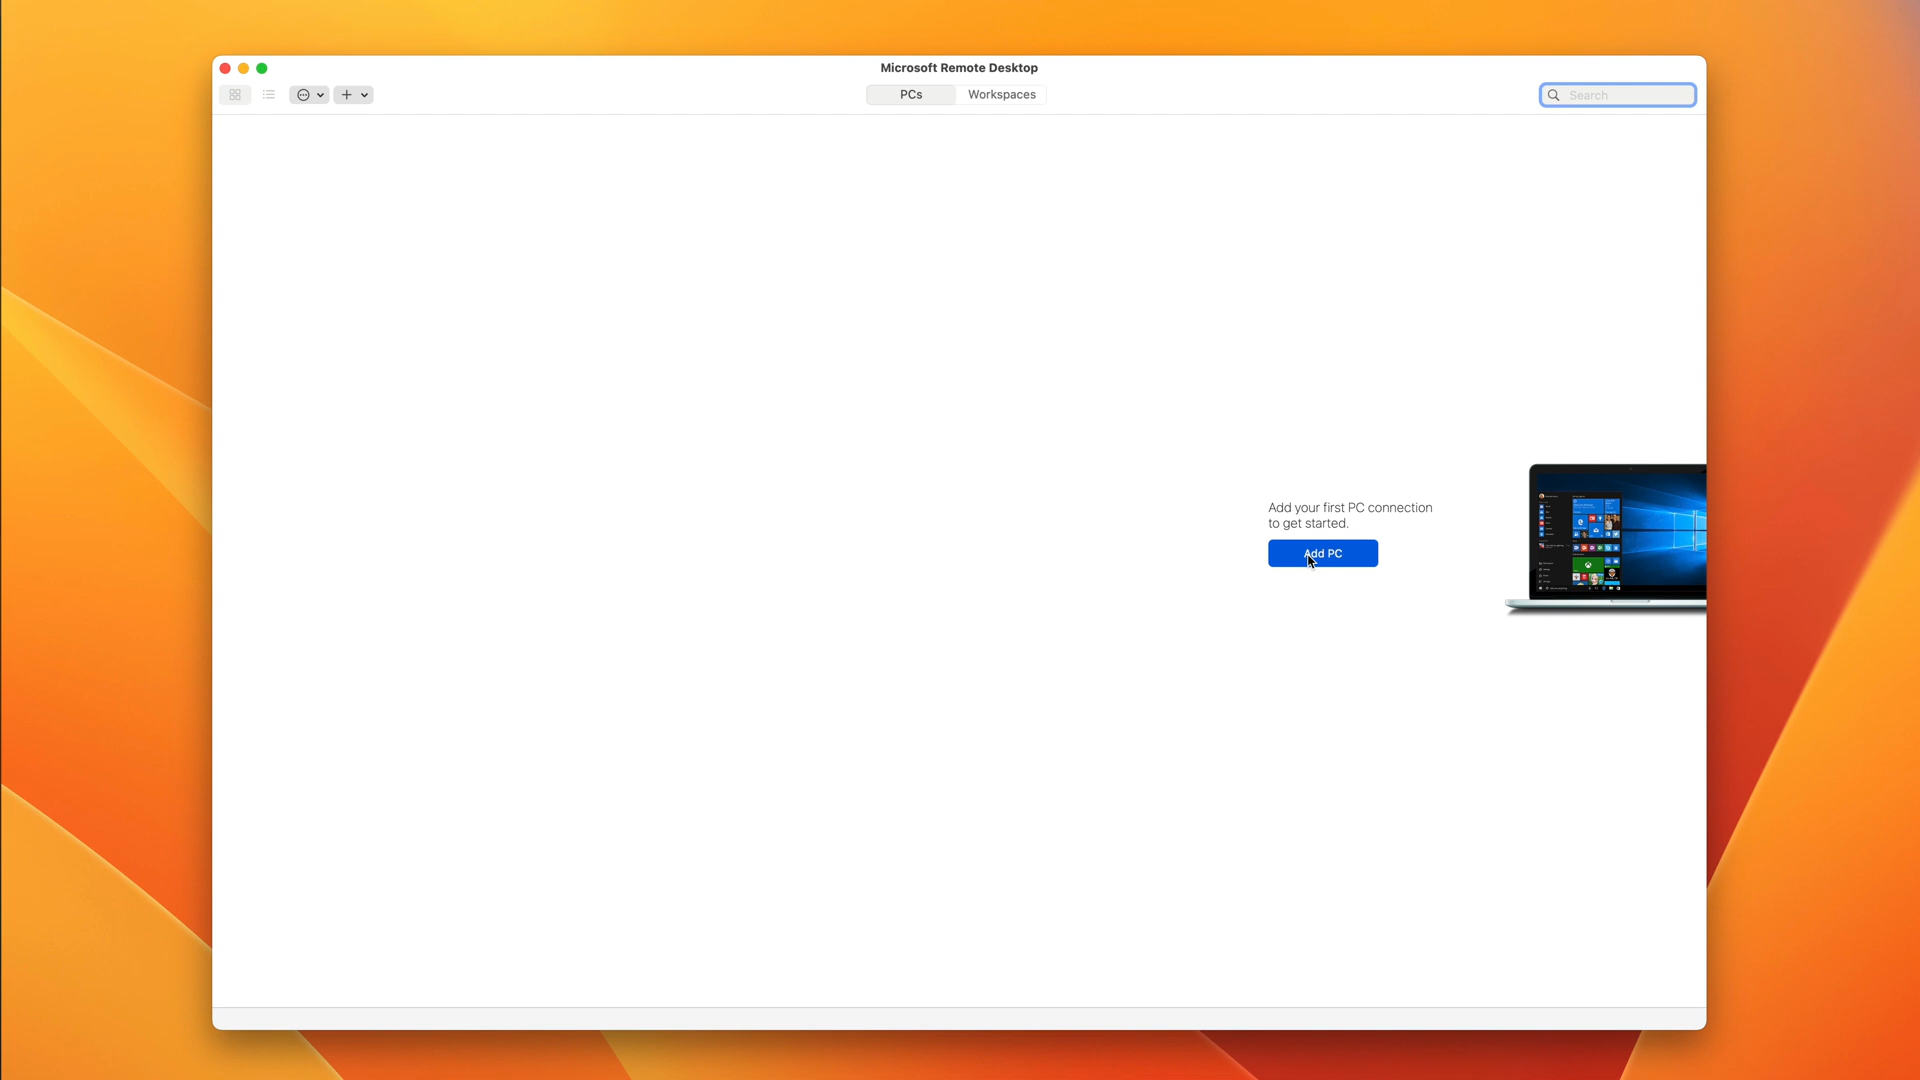 Microsoft Remote Desktop
PCs
Workspaces
Search
Add your first PC connection
to get started.
Add PC